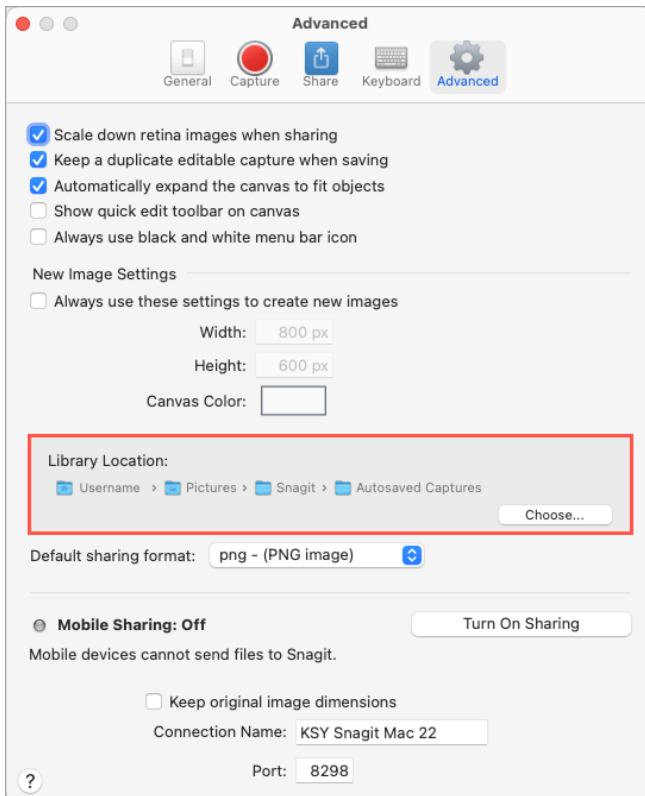 Advanced
General Capture Share Keyboard Advanced
Scale down retina images when sharing
Keep a duplicate editable capture when saving
Automatically expand the canvas to fit objects
Show quick edit toolbar on canvas
Always use black and white menu bar icon
New Image Settings
Always use these settings to create new images
Width: 800 px
Height: 600 px
Canvas Color:
Library Location:
Username › Pictures › Snagit › Autosaved Captures
Choose...
Default sharing format: png - (PNG image)
Mobile Sharing: Off Turn On Sharing
Mobile devices cannot send files to Snagit.
Keep original image dimensions
Connection Name: KSY Snagit Mac 22
Port: 8298
?